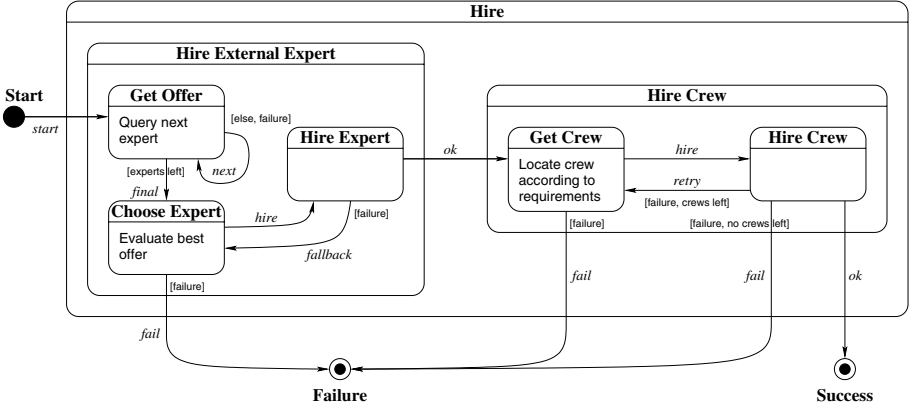 Hire
Hire External Expert
Start
start
Get Offer
Query next
expert
[else, failure]
next
[experts left]
final
Choose Expert
Evaluate best
offer
hire
Hire Expert
[failure]
fallback
[failure]
fail
ok
Hire Crew
Get Crew
Locate crew
according to
requirements
hire
retry
[failure, crews left]
Hire Crew
[failure]
[failure, no crews left]
fail
fail
ok
Failure
Success